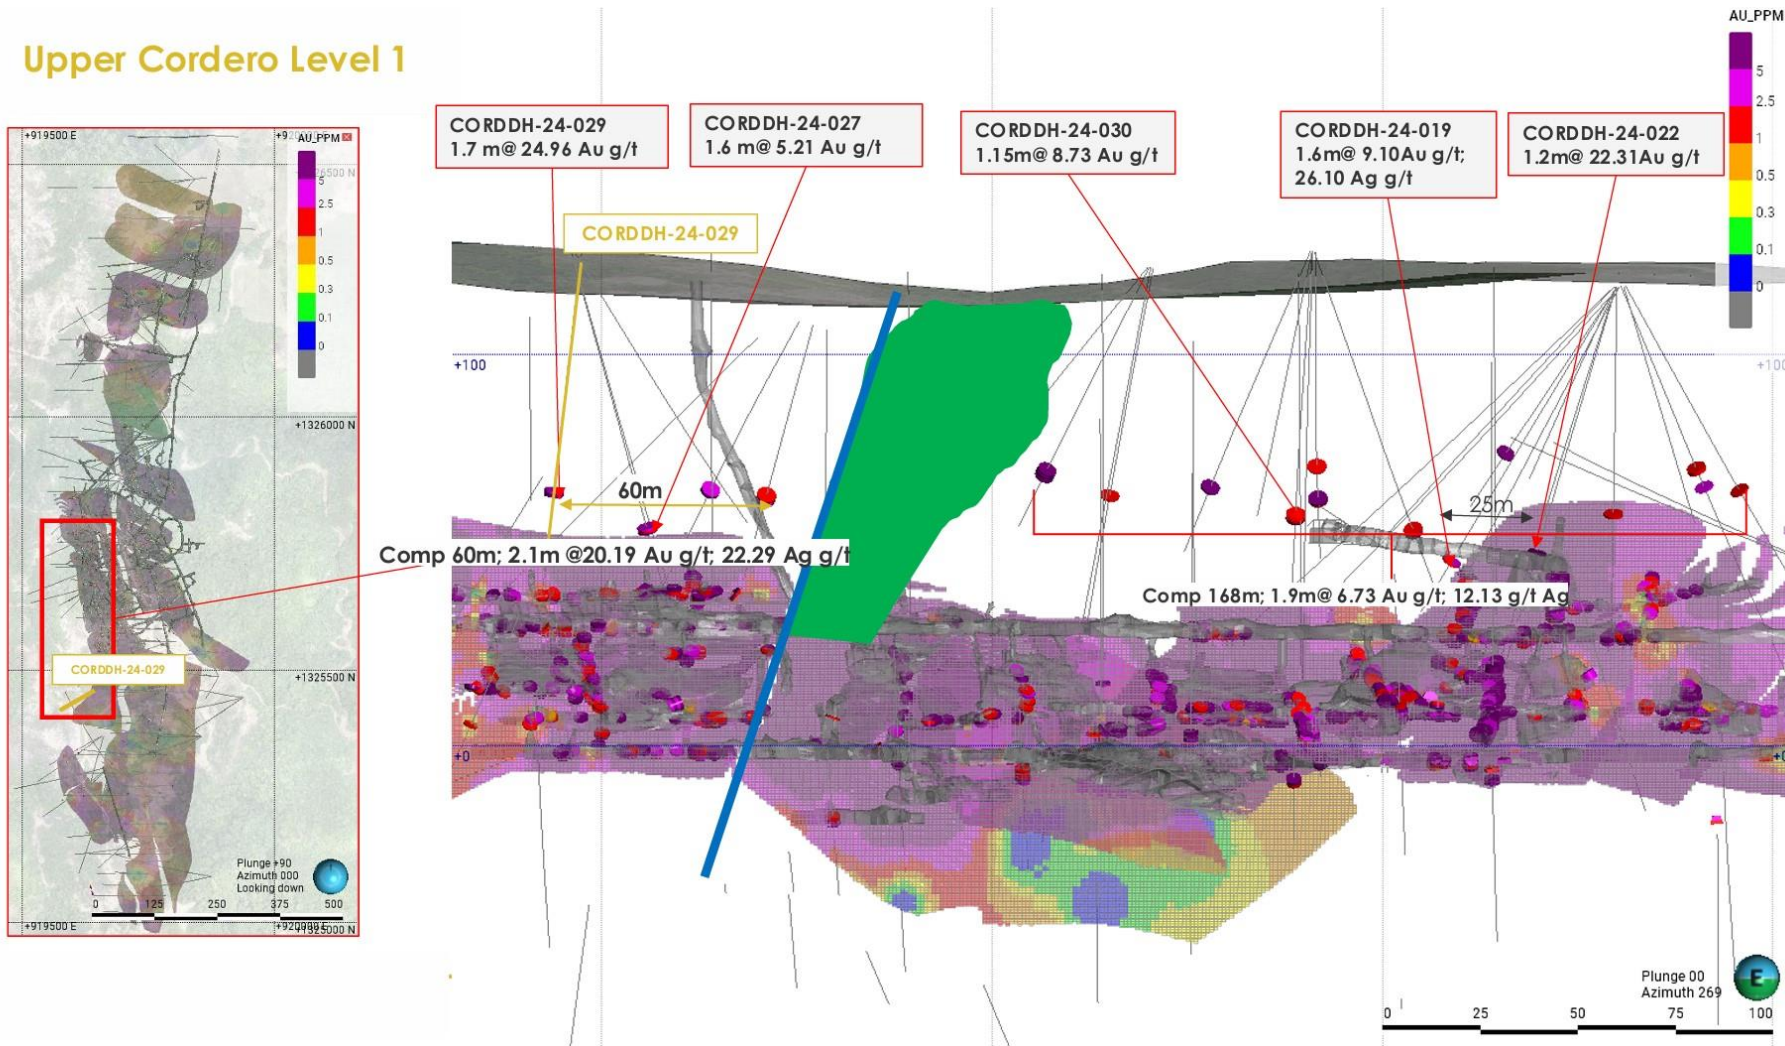 Upper Cordero Level 1
+919500 E
AU_PPM
5
2.5
1
0.5
0.3
0.1
0
+1326000 N
+1325500 N
CORDDH-24-029
Plunge +90
Azimuth 000
Looking down
0 125 250 375 500
+919500 E
+1325000 N
AU_PPM
5
2.5
1
0.5
0.3
0.1
0
CORDDH-24-029
1.7 m@ 24.96 Au g/t
CORDDH-24-027
1.6 m@ 5.21 Au g/t
CORDDH-24-030
1.15m@ 8.73 Au g/t
CORDDH-24-019
1.6m@ 9.10Au g/t;
26.10 Ag g/t
CORDDH-24-022
1.2m@ 22.31Au g/t
CORDDH-24-029
+100
+100
60m
25m
Comp 60m; 2.1m @20.19 Au g/t; 22.29 Ag g/t
Comp 168m; 1.9m@ 6.73 Au g/t; 12.13 g/t Ag
+0
Plunge 00
Azimuth 269
E
0 25 50 75 100